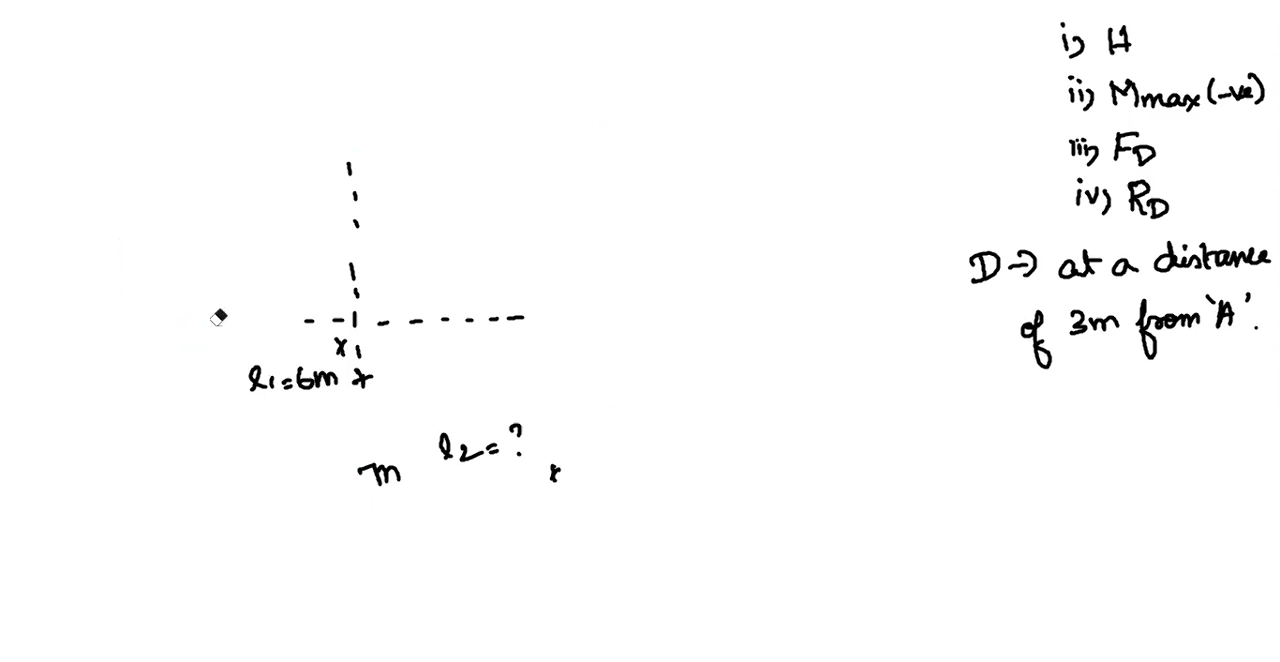 i) H
ii) Mmax (-ve)
iii) FD
iv) RD
D → at a distance
of 3m from 'A'.
x
l1 = 6m x
l2 = ?
m
x